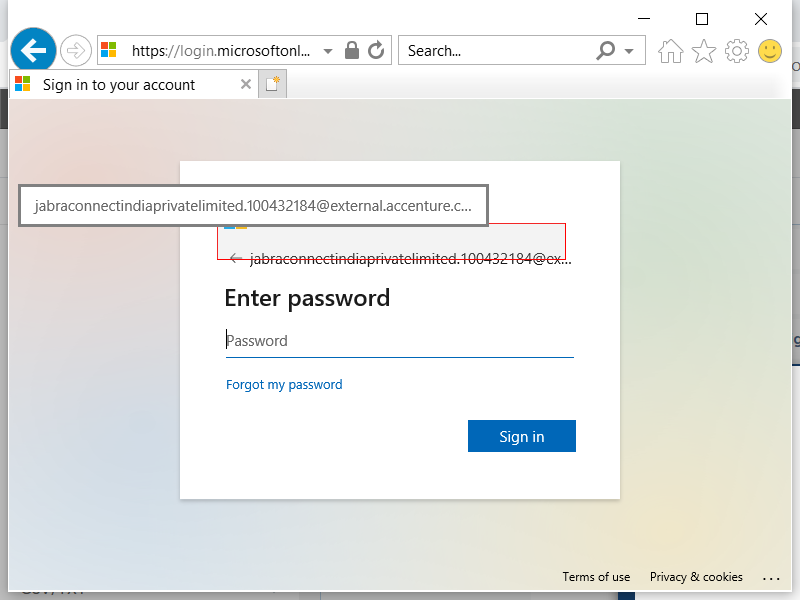 https://login.microsoftonl...
Search...
Sign in to your account
jabraconnectindiaprivatelimited.100432184@external.accenture.c...
jabraconnectindiaprivatelimited.100432184@ex...
Enter password
Password
Forgot my password
Sign in
Terms of use
Privacy & cookies
...